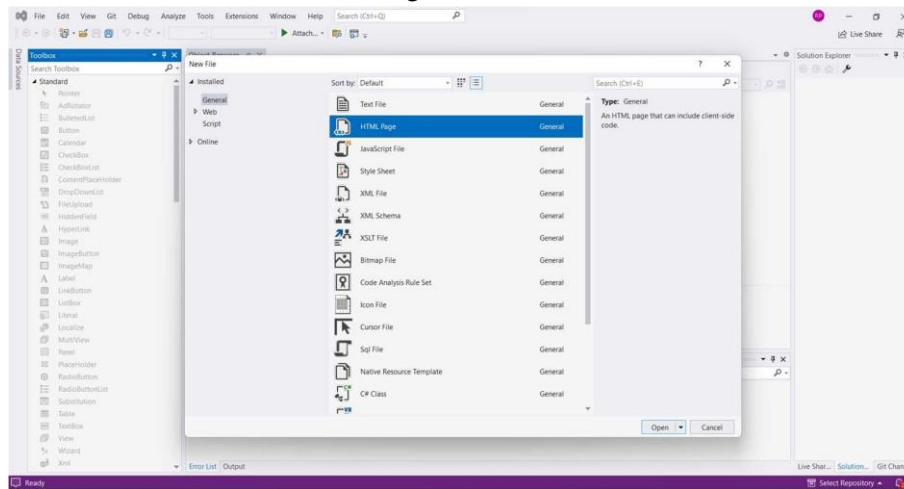 File Edit View Git Debug Analyze Tools Extensions Window Help Search (Ctrl+Q) RP
Attach... Live Share
Data Sources
Toolbox
Search Toolbox
Standard
Pointer
AdRotator
BulletedList
Button
Calendar
CheckBox
CheckBoxList
ContentPlaceHolder
DropDownList
FileUpload
HiddenField
HyperLink
Image
ImageButton
ImageMap
Label
LinkButton
ListBox
Literal
Localize
MultiView
Panel
PlaceHolder
RadioButton
RadioButtonList
Substitution
Table
TextBox
View
Wizard
Xml
New File ? ×
Installed
General
Web
Script
Online
Sort by: Default
Search (Ctrl+E)
Text File General
HTML Page General
JavaScript File General
Style Sheet General
XML File General
XML Schema General
XSLT File General
Bitmap File General
Code Analysis Rule Set General
Icon File General
Cursor File General
Sql File General
Native Resource Template General
C# Class General
Type: General
An HTML page that can include client-side
code.
Open Cancel
Solution Explorer
Error List Output
Live Shar... Solution... Git Chan
Ready Select Repository